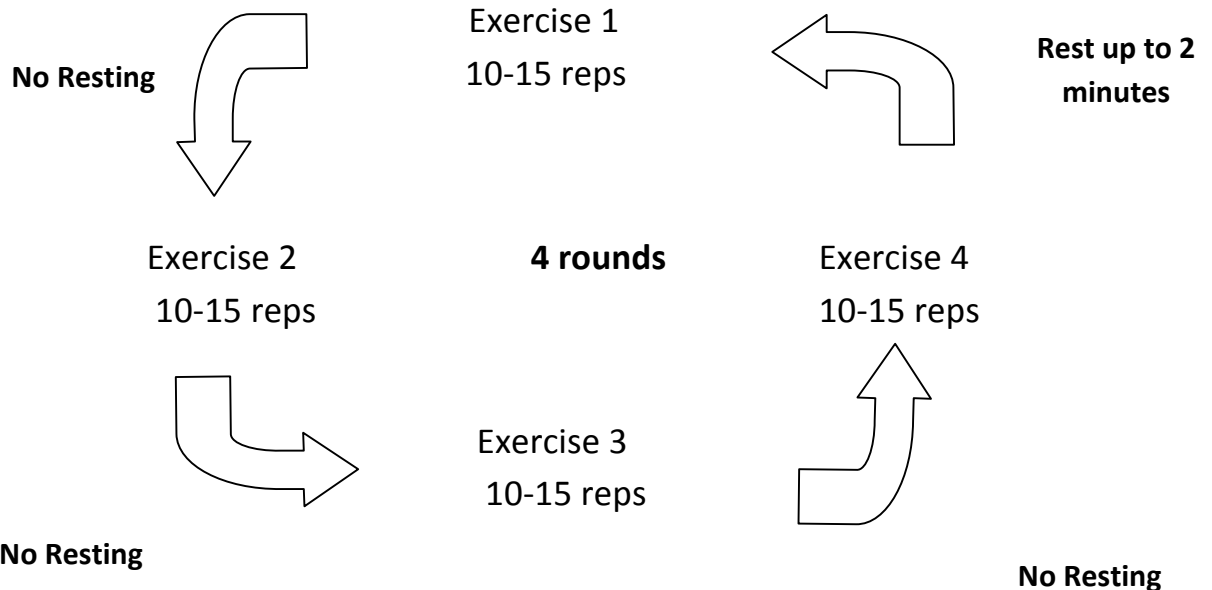 Exercise 1
10-15 reps
No Resting
Rest up to 2
minutes
Exercise 2
10-15 reps
4 rounds
Exercise 4
10-15 reps
Exercise 3
10-15 reps
No Resting
No Resting